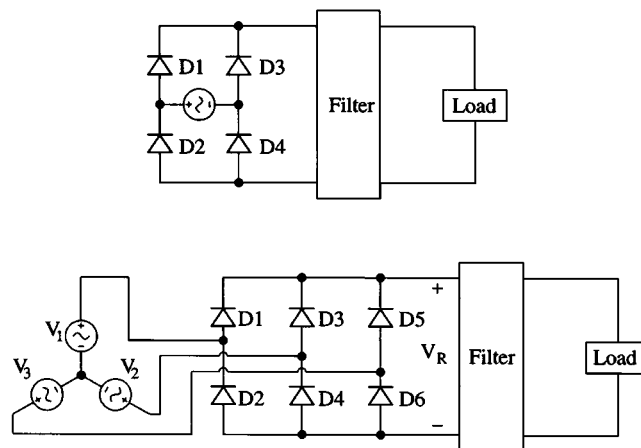 D1 D3
Filter
Load
D2 D4
+
V1
+
-
D1 D3 D5
V3 V2
VR
Filter
Load
D2 D4 D6
−